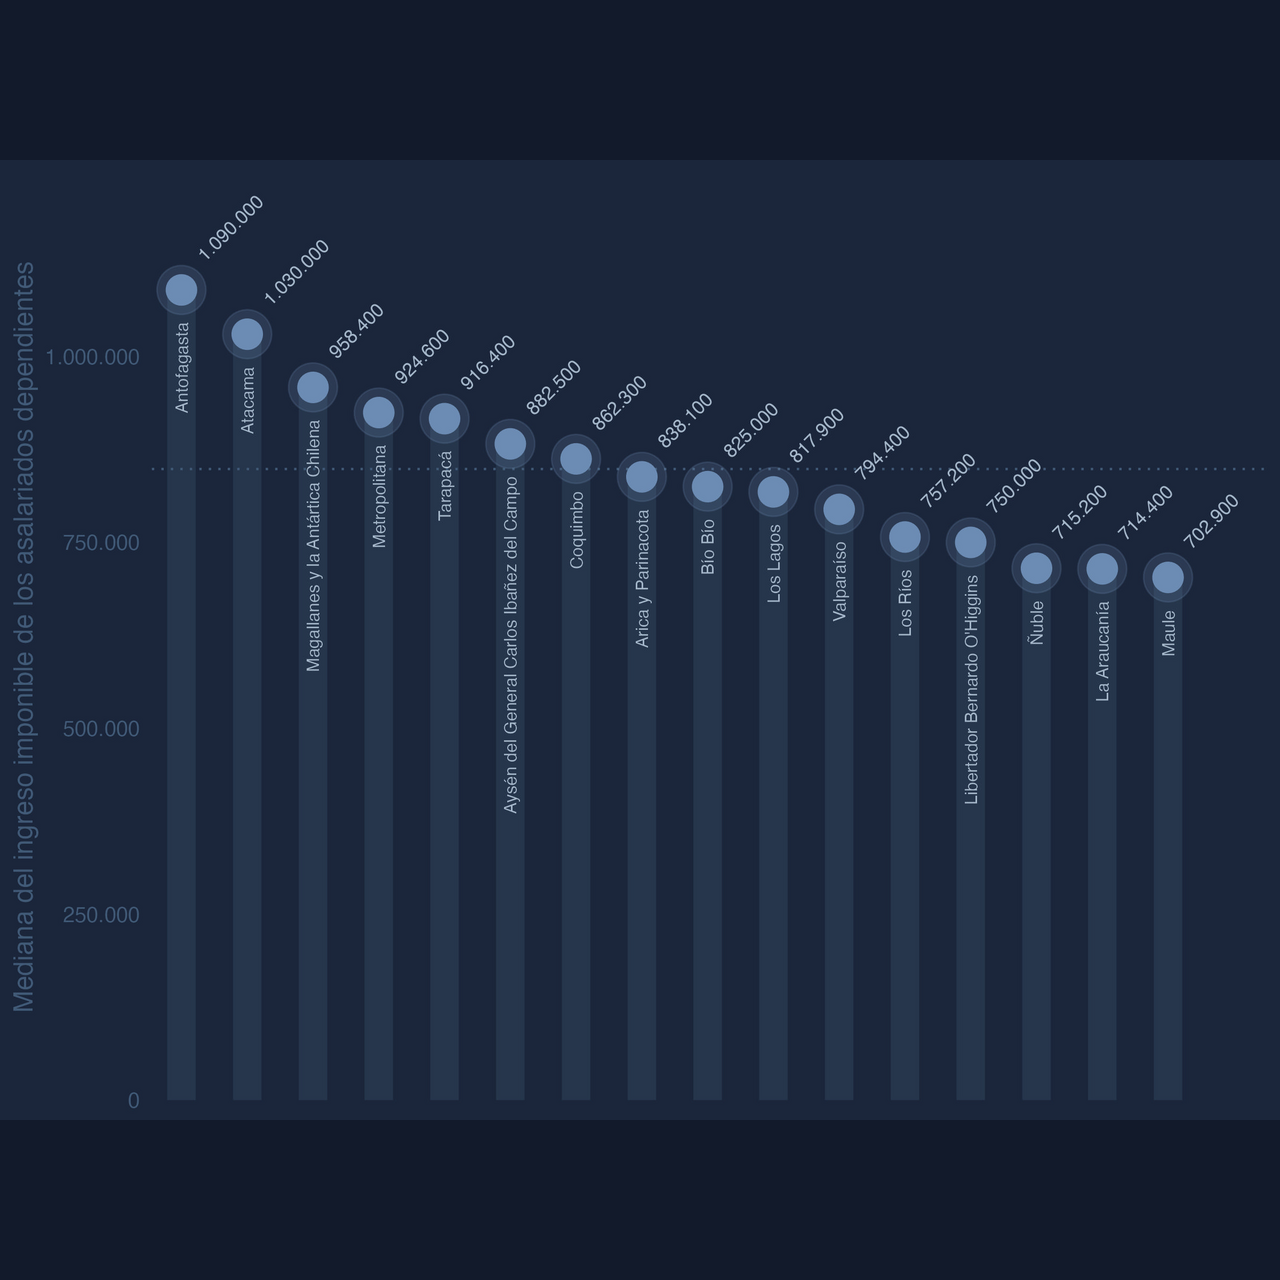 Mediana del ingreso imponible de los asalariados dependientes
1.000.000
750.000
500.000
250.000
0
1.090.000
1.030.000
958.400
924.600
916.400
882.500
862.300
838.100
825.000
817.900
794.400
757.200
750.000
715.200
714.400
702.900
Antofagasta
Atacama
Magallanes y la Antártica Chilena
Metropolitana
Tarapacá
Aysén del General Carlos Ibañez del Campo
Coquimbo
Arica y Parinacota
Bío Bío
Los Lagos
Valparaíso
Los Ríos
Libertador Bernardo O'Higgins
Ñuble
La Araucanía
Maule